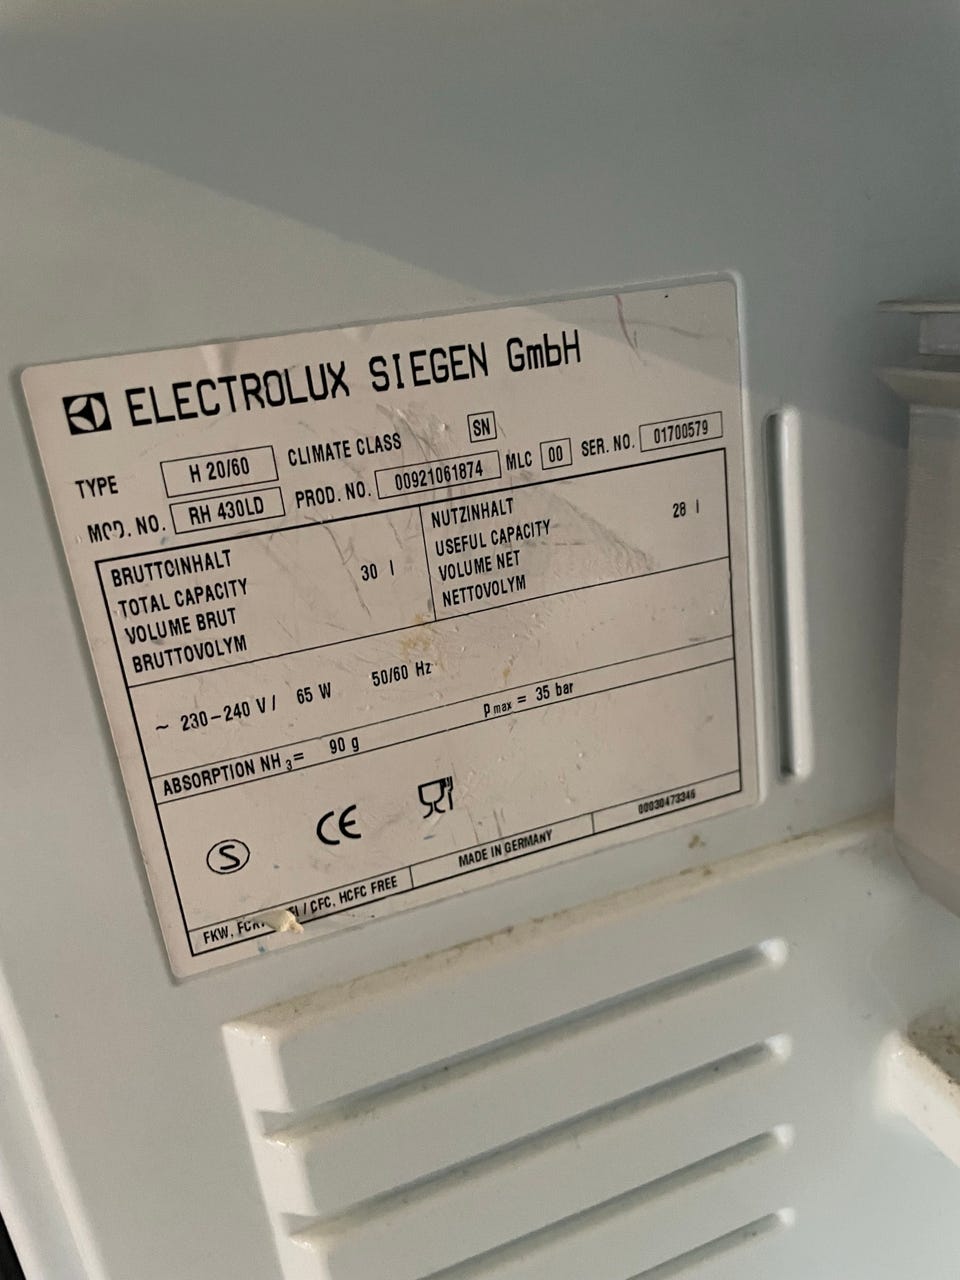 ELECTROLUX SIEGEN GmbH
TYPE H 20/60 CLIMATE CLASS SN
MOD. NO. RH 430LD PROD. NO. 00921061874 MLC 00 SER. NO. 01700579
BRUTTOINHALT
TOTAL CAPACITY
VOLUME BRUT
BRUTTOVOLYM
30 l
NUTZINHALT
USEFUL CAPACITY
VOLUME NET
NETTOVOLYM
28 l
~ 230-240 V / 65 W 50/60 Hz
ABSORPTION NH3= 90 g pmax = 35 bar
S CE
FKW, / CFC, HCFC FREE MADE IN GERMANY 00030473346